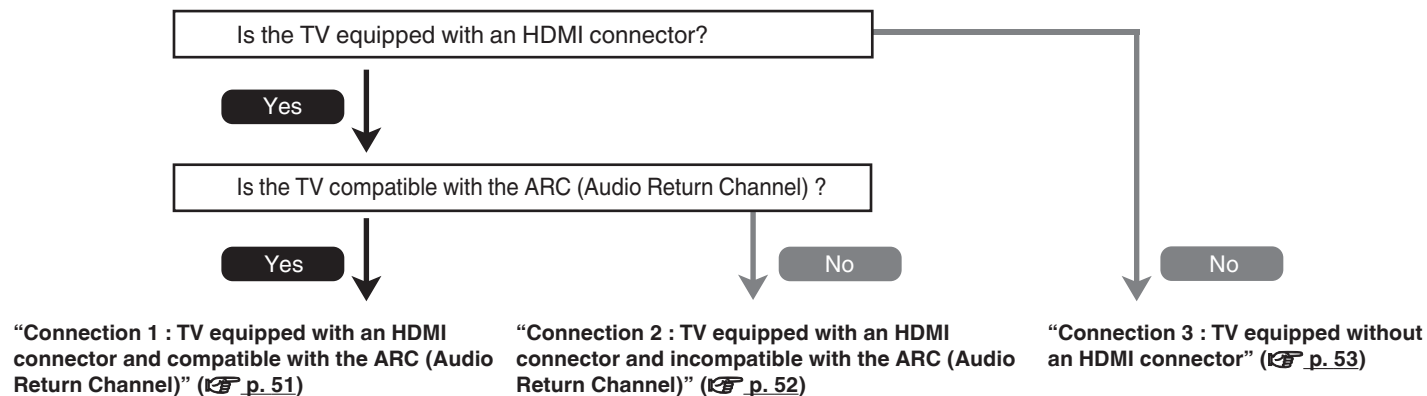 Is the TV equipped with an HDMI connector?
Yes
Is the TV compatible with the ARC (Audio Return Channel) ?
Yes
No
No
“Connection 1 : TV equipped with an HDMI
connector and compatible with the ARC (Audio
Return Channel)” (☞ p. 51)
“Connection 2 : TV equipped with an HDMI
connector and incompatible with the ARC (Audio
Return Channel)” (☞ p. 52)
“Connection 3 : TV equipped without
an HDMI connector” (☞ p. 53)